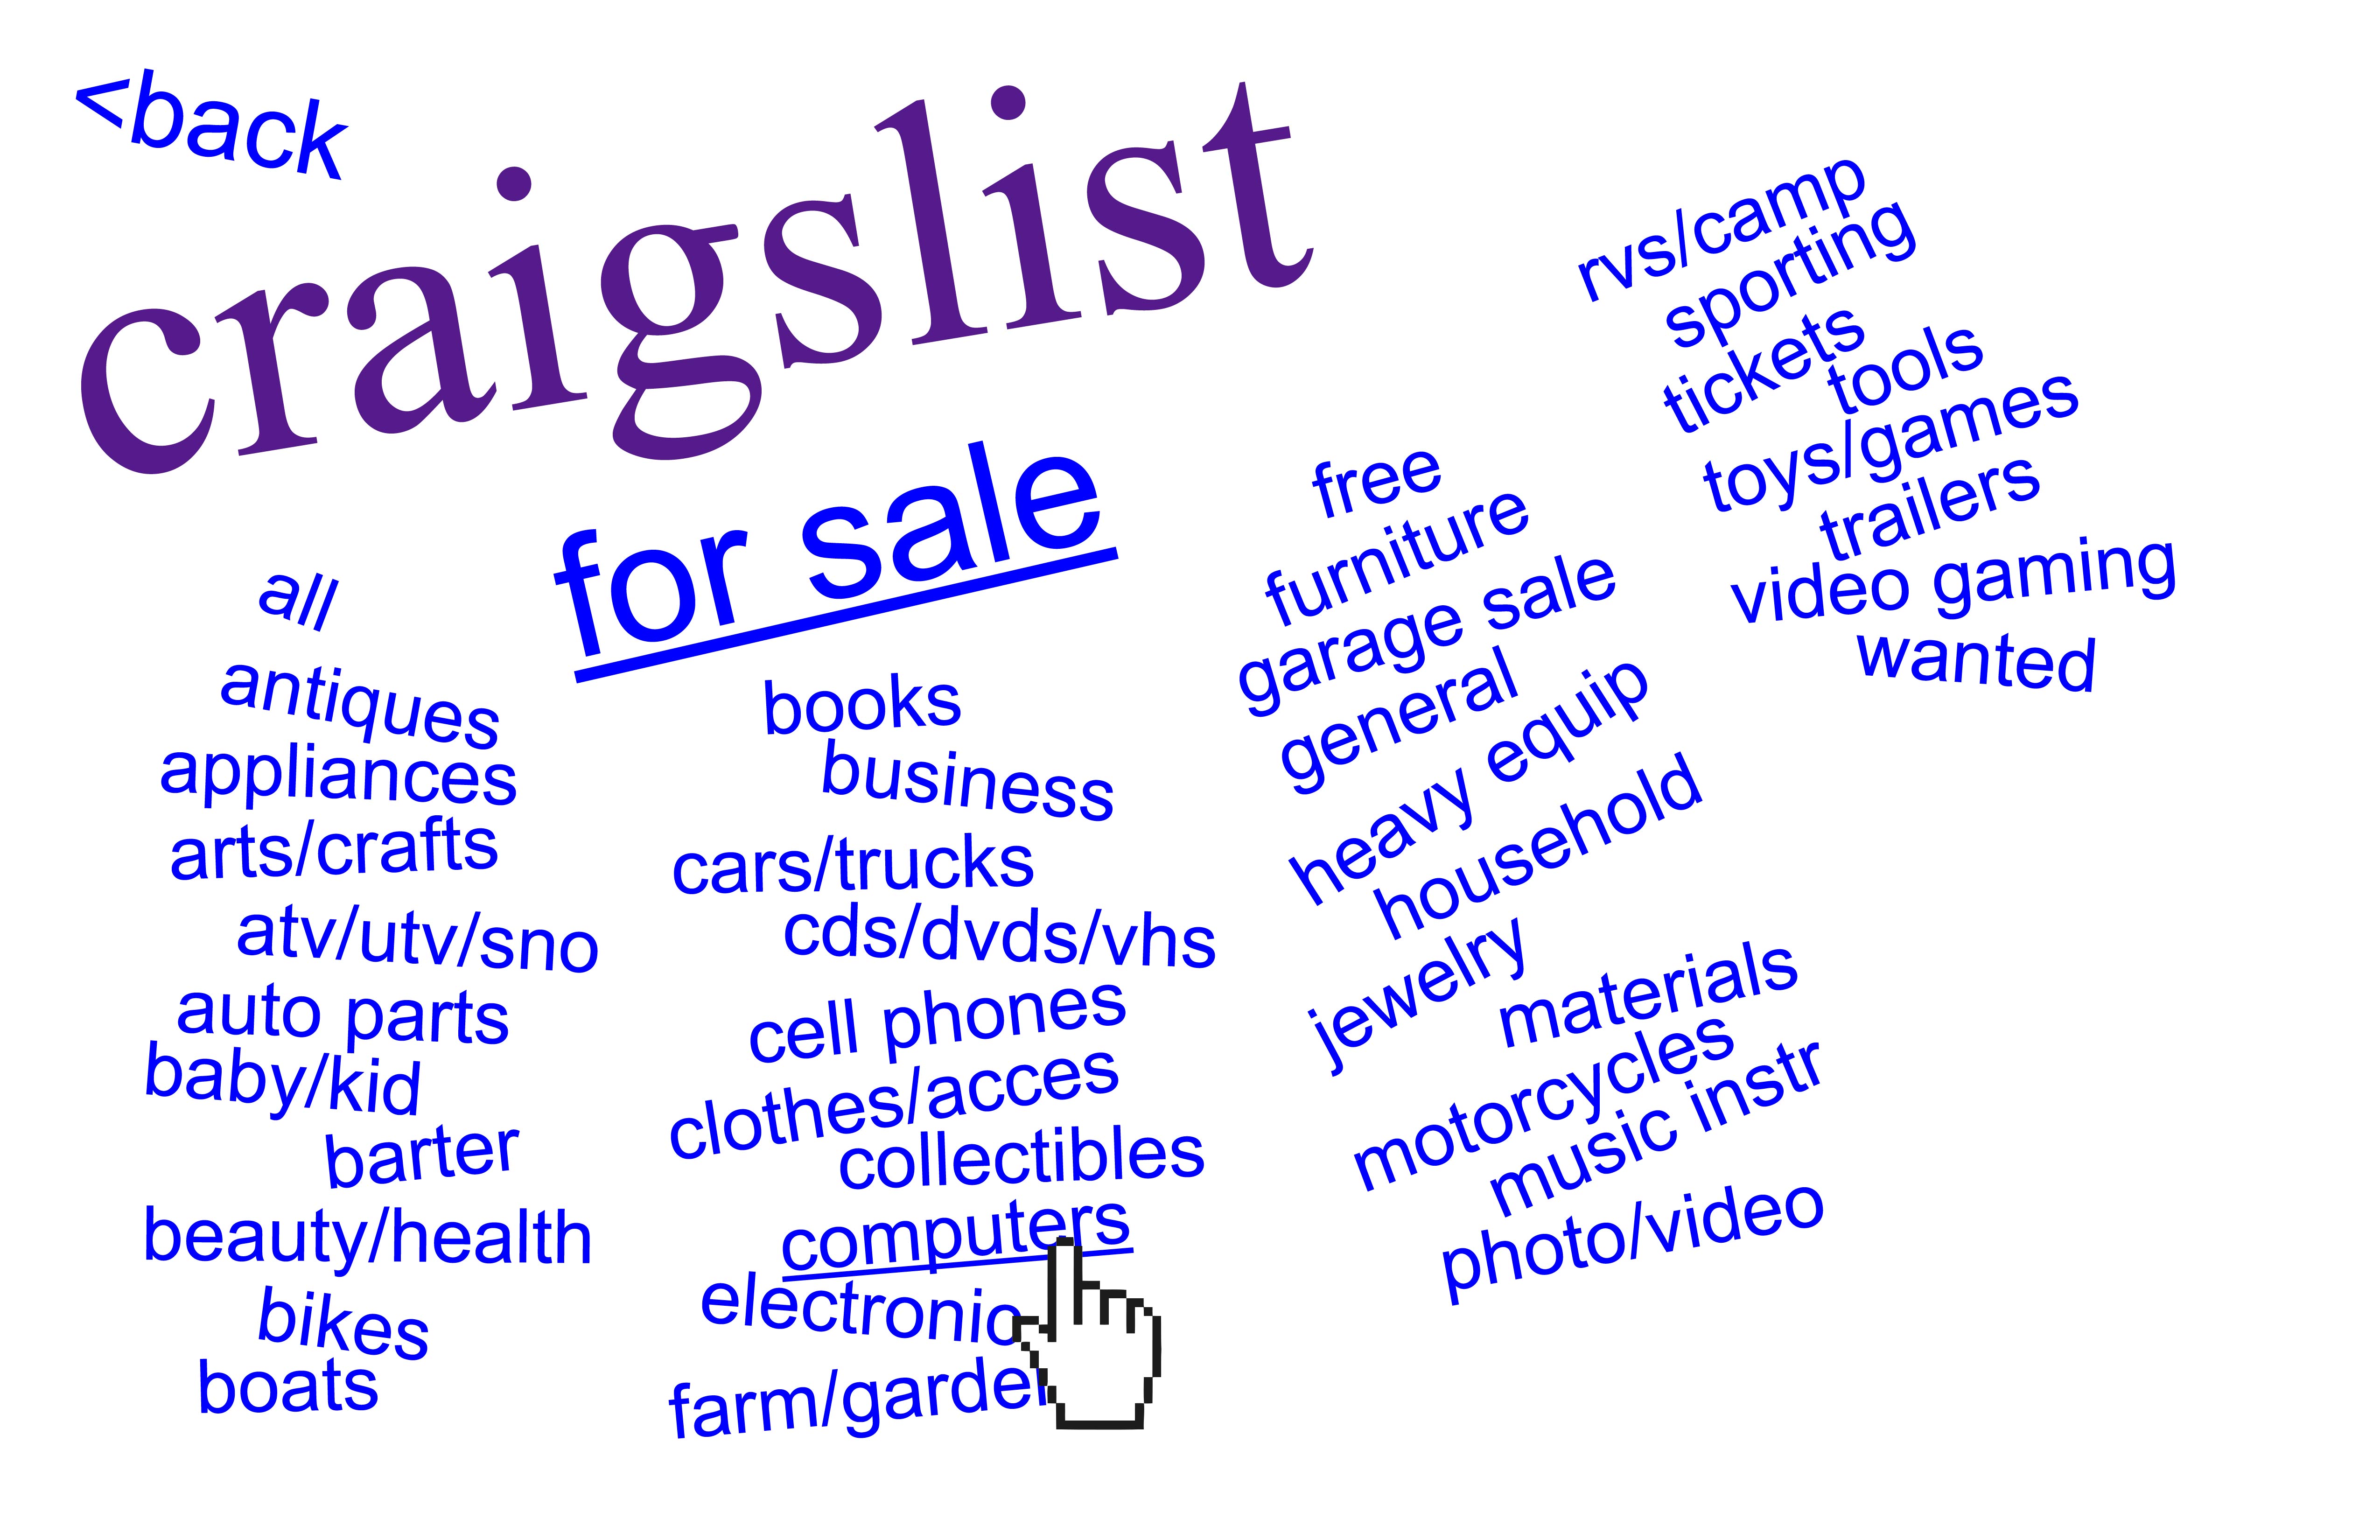 <back
craigslist
for sale
all
antiques
appliances
arts/crafts
atv/utv/sno
auto parts
baby/kid
barter
beauty/health
bikes
boats
books
business
cars/trucks
cds/dvds/vhs
cell phones
clothes/acces
collectibles
computers
electronic
farm/garden
free
furniture
garage sale
general
heavy equip
household
jewelry
materials
motorcycles
music instr
photo/video
rvs/camp
sporting
tickets
tools
toys/games
trailers
video gaming
wanted